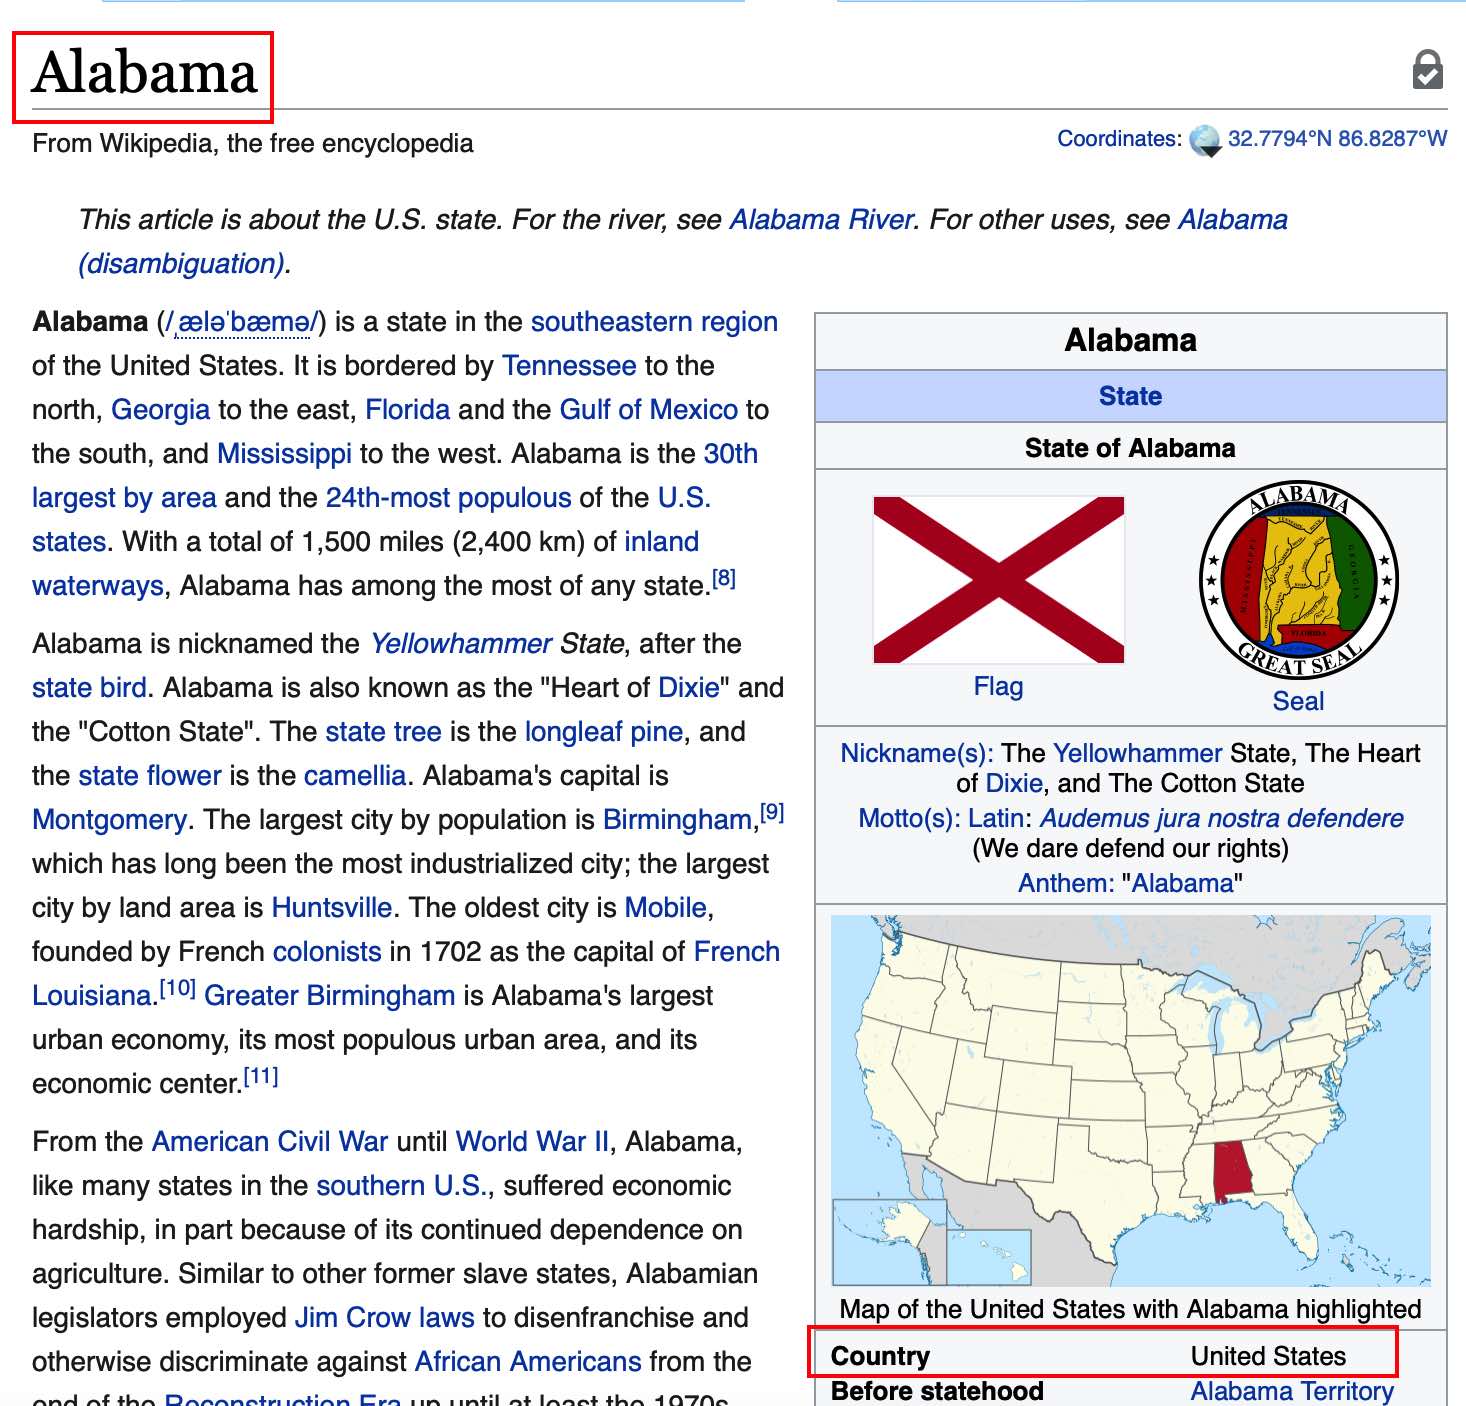 Alabama
From Wikipedia, the free encyclopedia
Coordinates: 32.7794°N 86.8287°W
This article is about the U.S. state. For the river, see Alabama River. For other uses, see Alabama
(disambiguation).
Alabama (/ˌæləˈbæmə/) is a state in the southeastern region
of the United States. It is bordered by Tennessee to the
north, Georgia to the east, Florida and the Gulf of Mexico to
the south, and Mississippi to the west. Alabama is the 30th
largest by area and the 24th-most populous of the U.S.
states. With a total of 1,500 miles (2,400 km) of inland
waterways, Alabama has among the most of any state.[8]
Alabama is nicknamed the Yellowhammer State, after the
state bird. Alabama is also known as the "Heart of Dixie" and
the "Cotton State". The state tree is the longleaf pine, and
the state flower is the camellia. Alabama's capital is
Montgomery. The largest city by population is Birmingham,[9]
which has long been the most industrialized city; the largest
city by land area is Huntsville. The oldest city is Mobile,
founded by French colonists in 1702 as the capital of French
Louisiana.[10] Greater Birmingham is Alabama's largest
urban economy, its most populous urban area, and its
economic center.[11]
From the American Civil War until World War II, Alabama,
like many states in the southern U.S., suffered economic
hardship, in part because of its continued dependence on
agriculture. Similar to other former slave states, Alabamian
legislators employed Jim Crow laws to disenfranchise and
otherwise discriminate against African Americans from the
end of the Reconstruction Era up until at least the 1970s.
Alabama
State
State of Alabama
ALABAMA
MISSISSIPPI
GEORGIA
FLORIDA
GREAT SEAL
Flag
Seal
Nickname(s): The Yellowhammer State, The Heart
of Dixie, and The Cotton State
Motto(s): Latin: Audemus jura nostra defendere
(We dare defend our rights)
Anthem: "Alabama"
Map of the United States with Alabama highlighted
Country United States
Before statehood Alabama Territory